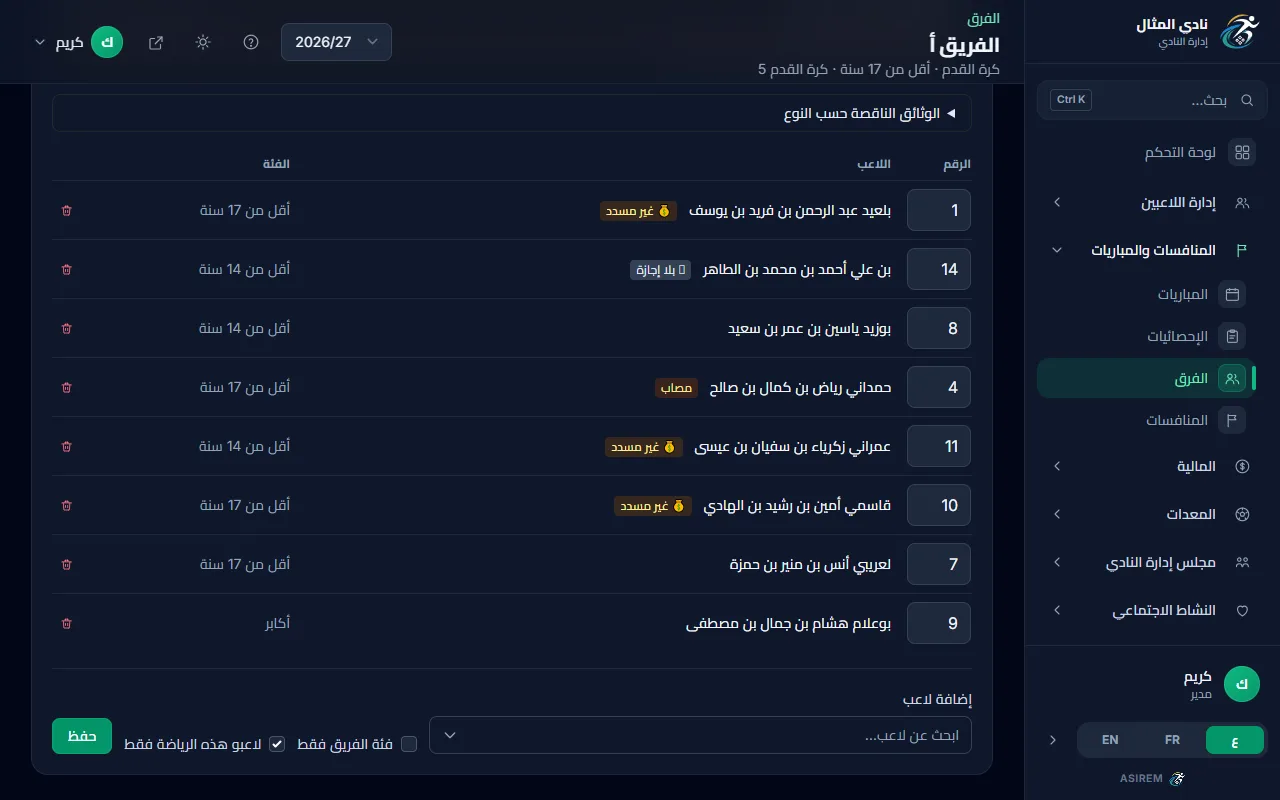 نادي المثال
إدارة النادي
بحث...
Ctrl K
لوحة التحكم
إدارة اللاعبين
المنافسات والمباريات
المباريات
الإحصائيات
الفرق
المنافسات
المالية
المعدات
مجلس إدارة النادي
النشاط الاجتماعي
كريم
مدير
ع
FR
EN
ASIREM
الفرق
الفريق أ
كرة القدم · أقل من 17 سنة · كرة القدم 5
2026/27
ك كريم
الوثائق الناقصة حسب النوع
الرقم اللاعب الفئة
1 بلعيد عبد الرحمن بن فريد بن يوسف غير مسدد أقل من 17 سنة
14 بن علي أحمد بن محمد بن الطاهر بلا إجازة أقل من 14 سنة
8 بوزيد ياسين بن عمر بن سعيد أقل من 14 سنة
4 حمداني رياض بن كمال بن صالح مصاب أقل من 17 سنة
11 عمراني زكرياء بن سفيان بن عيسى غير مسدد أقل من 14 سنة
10 قاسمي أمين بن رشيد بن الهادي غير مسدد أقل من 17 سنة
7 لعريبي أنس بن منير بن حمزة أقل من 17 سنة
9 بوعلام هشام بن جمال بن مصطفى أكابر
إضافة لاعب
ابحث عن لاعب...
فئة الفريق فقط
لاعبو هذه الرياضة فقط
حفظ